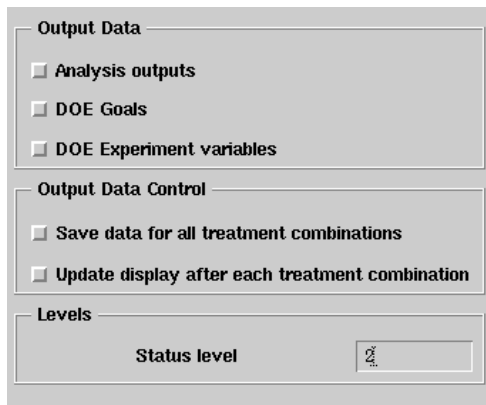 Output Data
Analysis outputs
DOE Goals
DOE Experiment variables
Output Data Control
Save data for all treatment combinations
Update display after each treatment combination
Levels
Status level 2